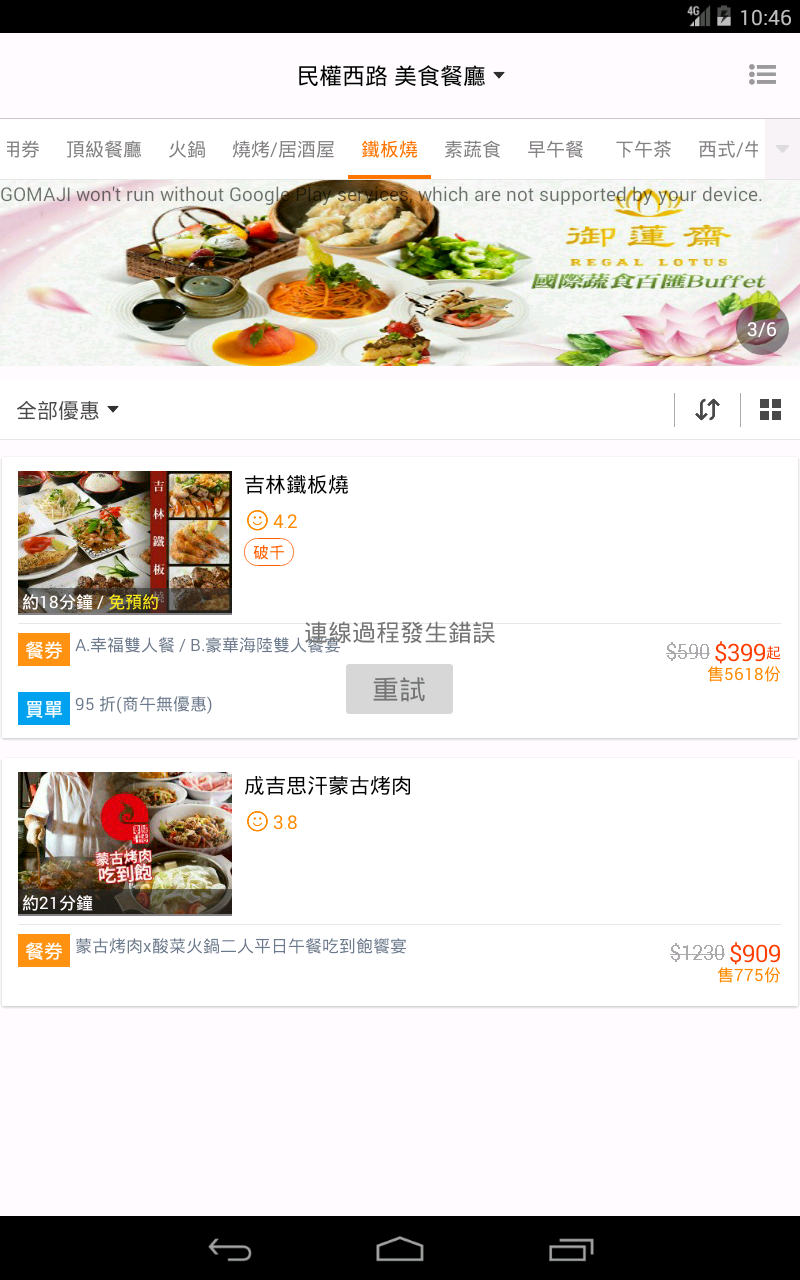 4G 10:46
民權西路 美食餐廳
用券 頂級餐廳 火鍋 燒烤/居酒屋 鐵板燒 素蔬食 早午餐 下午茶 西式/牛
GOMAJI won't run without Google Play services, which are not supported by your device.
御蓮齋
REGAL LOTUS
國際蔬食百匯Buffet
3/6
全部優惠
吉林鐵板燒
吉林鐵板燒
4.2
破千
約18分鐘 / 免預約
連線過程發生錯誤
餐券 A.幸福雙人餐 / B.豪華海陸雙人饗宴 $590 $399起
售5618份
重試
買單 95 折(商午無優惠)
成吉思汗蒙古烤肉
3.8
蒙古烤肉
吃到飽
約21分鐘
餐券 蒙古烤肉x酸菜火鍋二人平日午餐吃到飽饗宴 $1230 $909
售775份